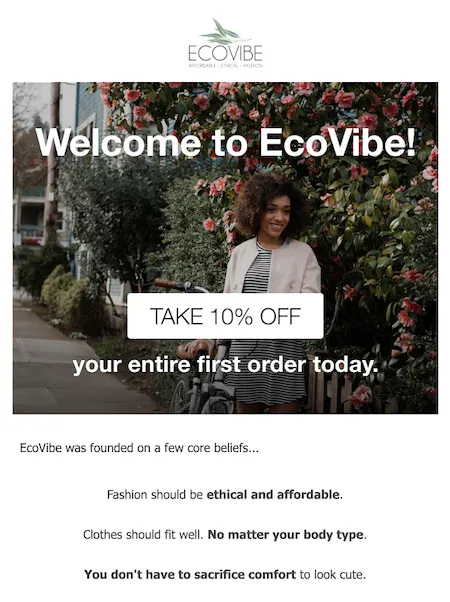 ECOVIBE
AFFORDABLE • ETHICAL • FASHION
Welcome to EcoVibe!
TAKE 10% OFF
your entire first order today.
EcoVibe was founded on a few core beliefs...
Fashion should be ethical and affordable.
Clothes should fit well. No matter your body type.
You don't have to sacrifice comfort to look cute.